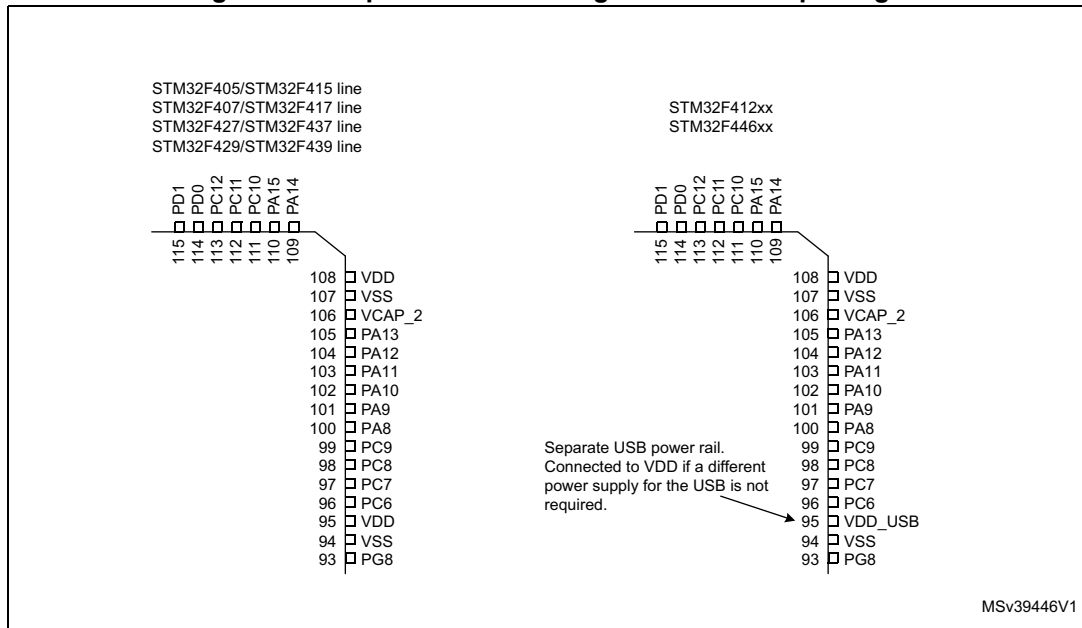 STM32F405/STM32F415 line
STM32F407/STM32F417 line
STM32F427/STM32F437 line
STM32F429/STM32F439 line
PD1
PD0
PC12
PC11
PC10
PA15
PA14
115
114
113
112
111
110
109
108 VDD
107 VSS
106 VCAP_2
105 PA13
104 PA12
103 PA11
102 PA10
101 PA9
100 PA8
99 PC9
98 PC8
97 PC7
96 PC6
95 VDD
94 VSS
93 PG8
STM32F412xx
STM32F446xx
PD1
PD0
PC12
PC11
PC10
PA15
PA14
115
114
113
112
111
110
109
108 VDD
107 VSS
106 VCAP_2
105 PA13
104 PA12
103 PA11
102 PA10
101 PA9
100 PA8
99 PC9
98 PC8
97 PC7
96 PC6
95 VDD_USB
94 VSS
93 PG8
Separate USB power rail.
Connected to VDD if a different
power supply for the USB is not
required.
MSv39446V1